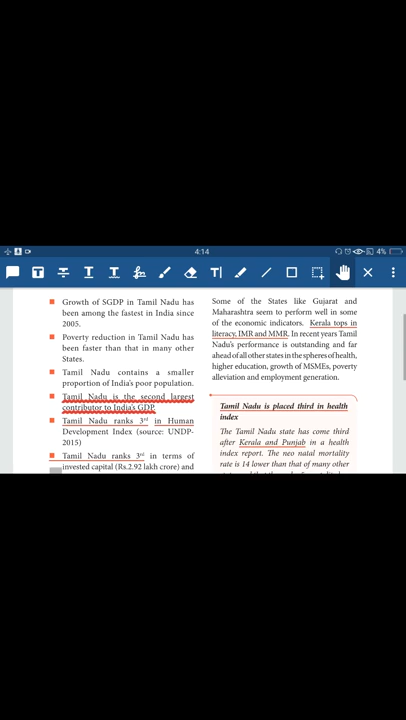 4:14
4%
Growth of SGDP in Tamil Nadu has
been among the fastest in India since
2005.
Poverty reduction in Tamil Nadu has
been faster than that in many other
States.
Tamil Nadu contains a smaller
proportion of India's poor population.
Tamil Nadu is the second largest
contributor to India's GDP.
Tamil Nadu ranks 3rd in Human
Development Index (source: UNDP-
2015)
Tamil Nadu ranks 3rd in terms of
invested capital (Rs.2.92 lakh crore) and
Some of the States like Gujarat and
Maharashtra seem to perform well in some
of the economic indicators. Kerala tops in
literacy, IMR and MMR. In recent years Tamil
Nadu's performance is outstanding and far
ahead of all other states in the spheres of health,
higher education, growth of MSMEs, poverty
alleviation and employment generation.
Tamil Nadu is placed third in health
index
The Tamil Nadu state has come third
after Kerala and Punjab in a health
index report. The neo natal mortality
rate is 14 lower than that of many other